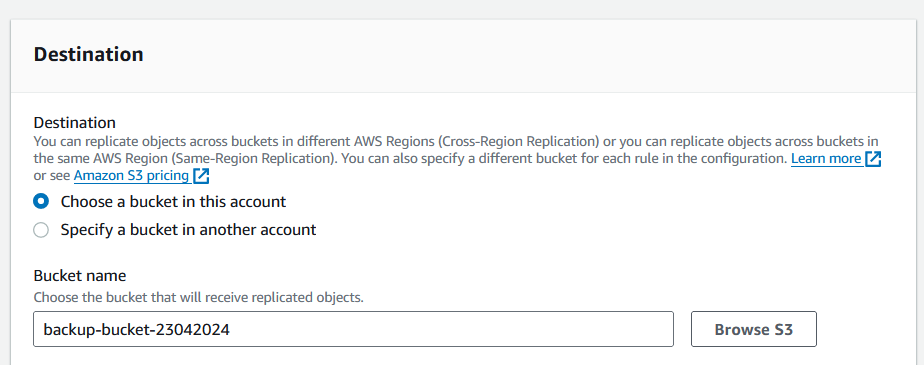 Destination
Destination
You can replicate objects across buckets in different AWS Regions (Cross-Region Replication) or you can replicate objects across buckets in
the same AWS Region (Same-Region Replication). You can also specify a different bucket for each rule in the configuration. Learn more
or see Amazon S3 pricing
Choose a bucket in this account
Specify a bucket in another account
Bucket name
Choose the bucket that will receive replicated objects.
backup-bucket-23042024
Browse S3